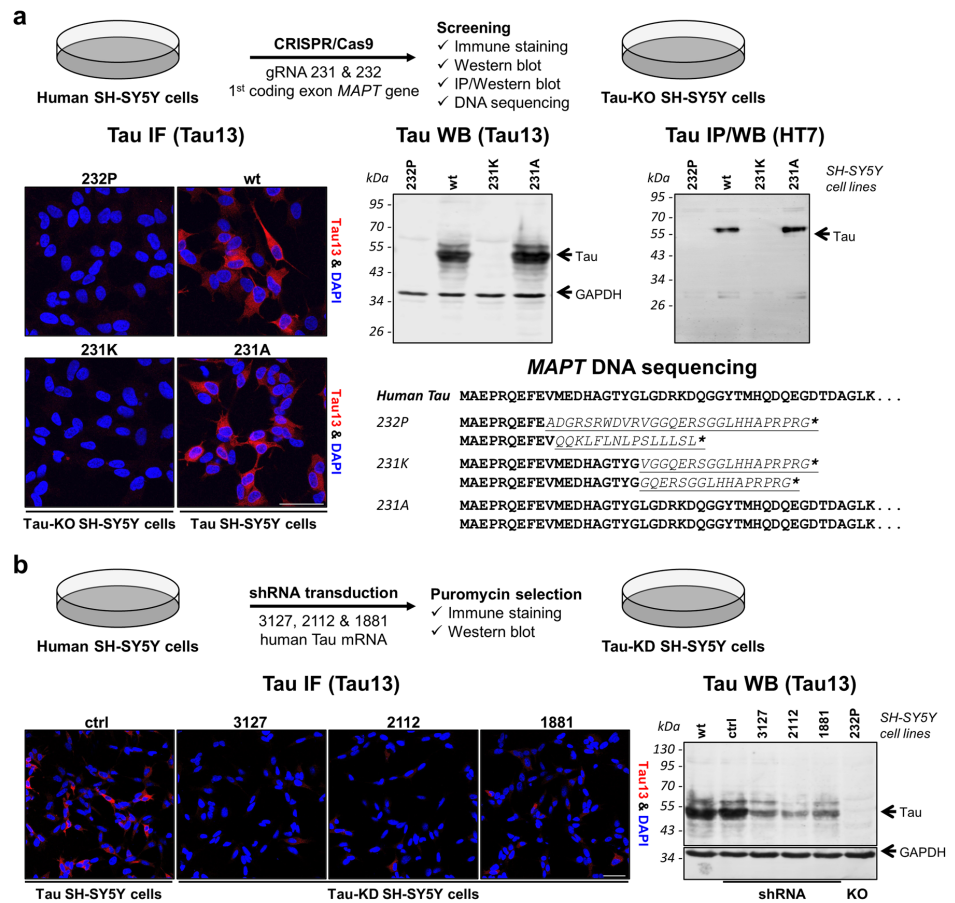 a
CRISPR/Cas9
gRNA 231 & 232
1st coding exon MAPT gene
Screening
✓ Immune staining
✓ Western blot
✓ IP/Western blot
✓ DNA sequencing
Human SH-SY5Y cells
Tau-KO SH-SY5Y cells
Tau IF (Tau13)
232P
wt
231K
231A
Tau13 & DAPI
Tau13 & DAPI
Tau-KO SH-SY5Y cells
Tau SH-SY5Y cells
Tau WB (Tau13)
kDa
232P
wt
231K
231A
95 -
70 -
55 -
43 -
34 -
26 -
Tau
GAPDH
Tau IP/WB (HT7)
kDa
232P
wt
231K
231A
SH-SY5Y
cell lines
95 -
70 -
55 -
43 -
34 -
26 -
Tau
MAPT DNA sequencing
Human Tau MAEPRQEFEVMEDHAGTYGLGDRKDQGGYTMHQDQEGDTDAGLK...
232P MAEPRQEFEADGRSRWDVRVGGQERSGGLHHAPRPRG*
MAEPRQEFEVQQKLFLNLPSLLLSL*
231K MAEPRQEFEVMEDHAGTYGVGGQERSGGLHHAPRPRG*
MAEPRQEFEVMEDHAGTYGGQERSGGLHHAPRPRG*
231A MAEPRQEFEVMEDHAGTYGLGDRKDQGGYTMHQDQEGDTDAGLK...
MAEPRQEFEVMEDHAGTYGLGDRKDQGGYTMHQDQEGDTDAGLK...
b
shRNA transduction
3127, 2112 & 1881
human Tau mRNA
Puromycin selection
✓ Immune staining
✓ Western blot
Human SH-SY5Y cells
Tau-KD SH-SY5Y cells
Tau IF (Tau13)
ctrl
3127
2112
1881
Tau13 & DAPI
Tau SH-SY5Y cells
Tau-KD SH-SY5Y cells
Tau WB (Tau13)
kDa
wt
ctrl
3127
2112
1881
232P
SH-SY5Y
cell lines
130 -
95 -
70 -
55 -
43 -
34 -
Tau
GAPDH
shRNA
KO